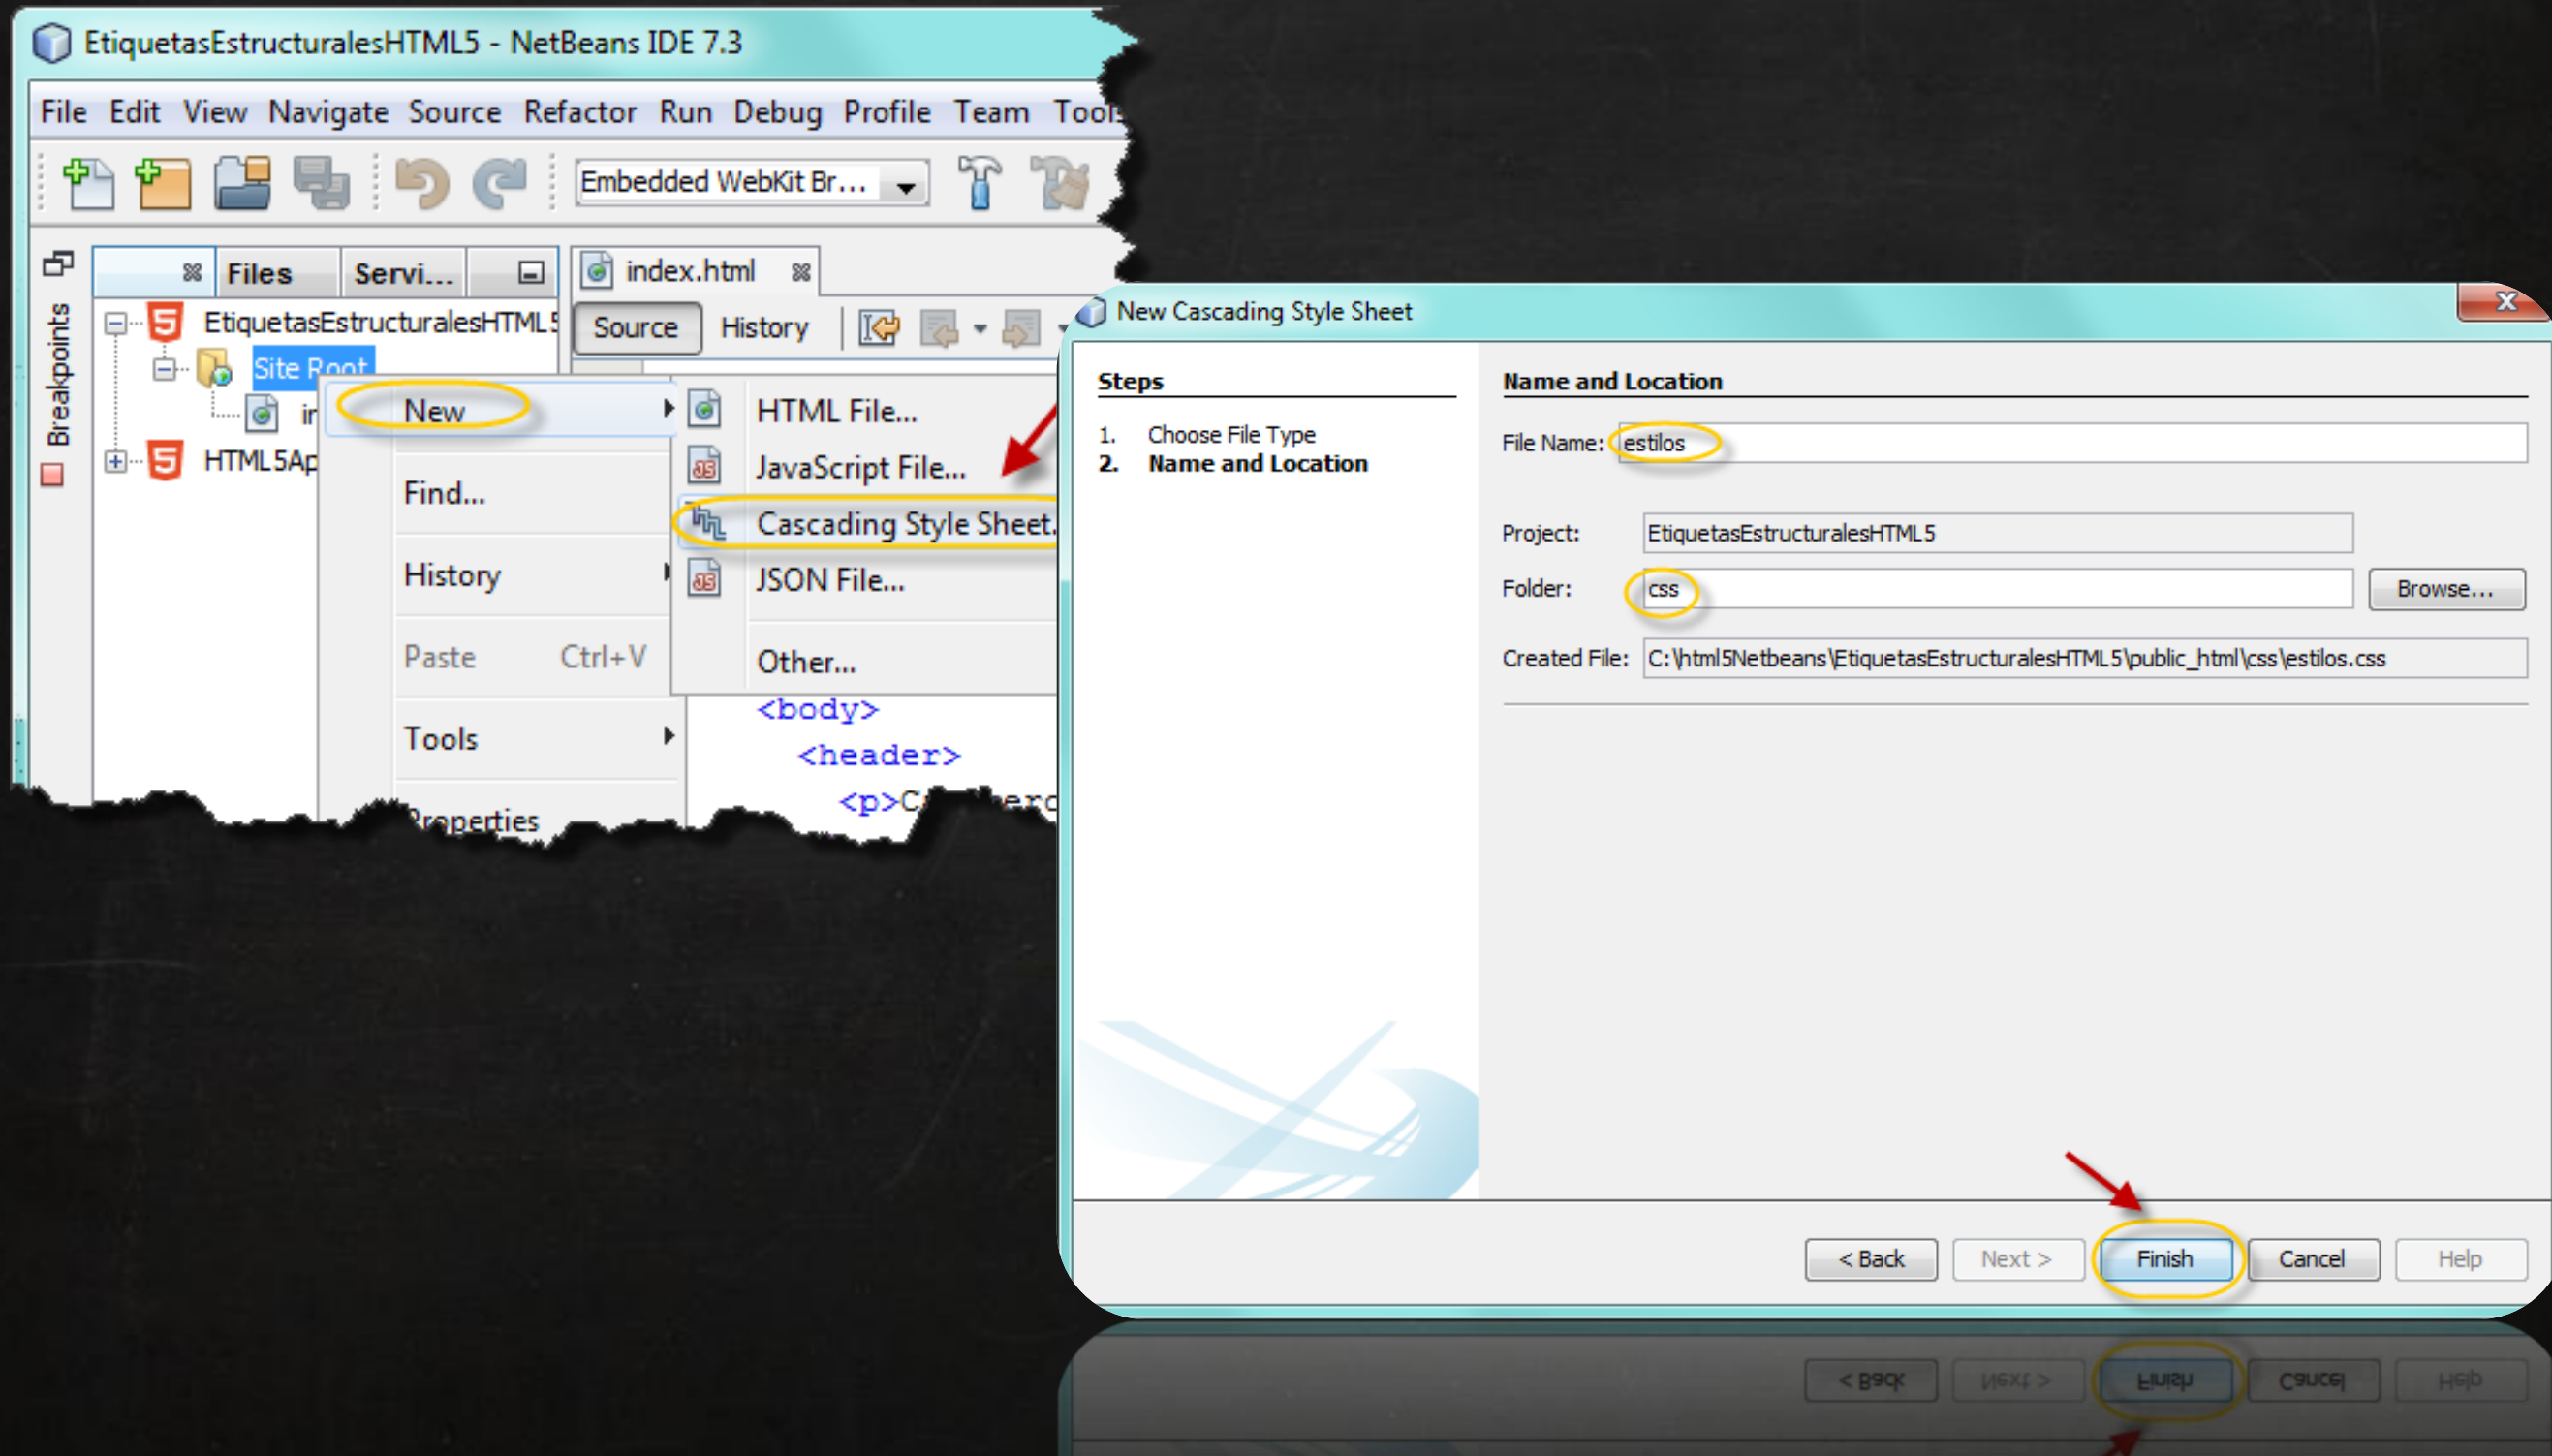 EtiquetasEstructuralesHTML5 - NetBeans IDE 7.3
File Edit View Navigate Source Refactor Run Debug Profile Team Tools
Embedded WebKit Br...
Files Servi... index.html
Breakpoints
EtiquetasEstructuralesHTML5
Source History
Site Root
New
HTML File...
HTML5Ap
JavaScript File...
Find...
Cascading Style Sheet.
History
JSON File...
Paste Ctrl+V
Other...
<body>
Tools
<header>
<p>
Properties
New Cascading Style Sheet
Steps
1. Choose File Type
2. Name and Location
Name and Location
File Name: estilos
Project: EtiquetasEstructuralesHTML5
Folder: css Browse...
Created File: C:\html5Netbeans\EtiquetasEstructuralesHTML5\public_html\css\estilos.css
< Back Next > Finish Cancel Help